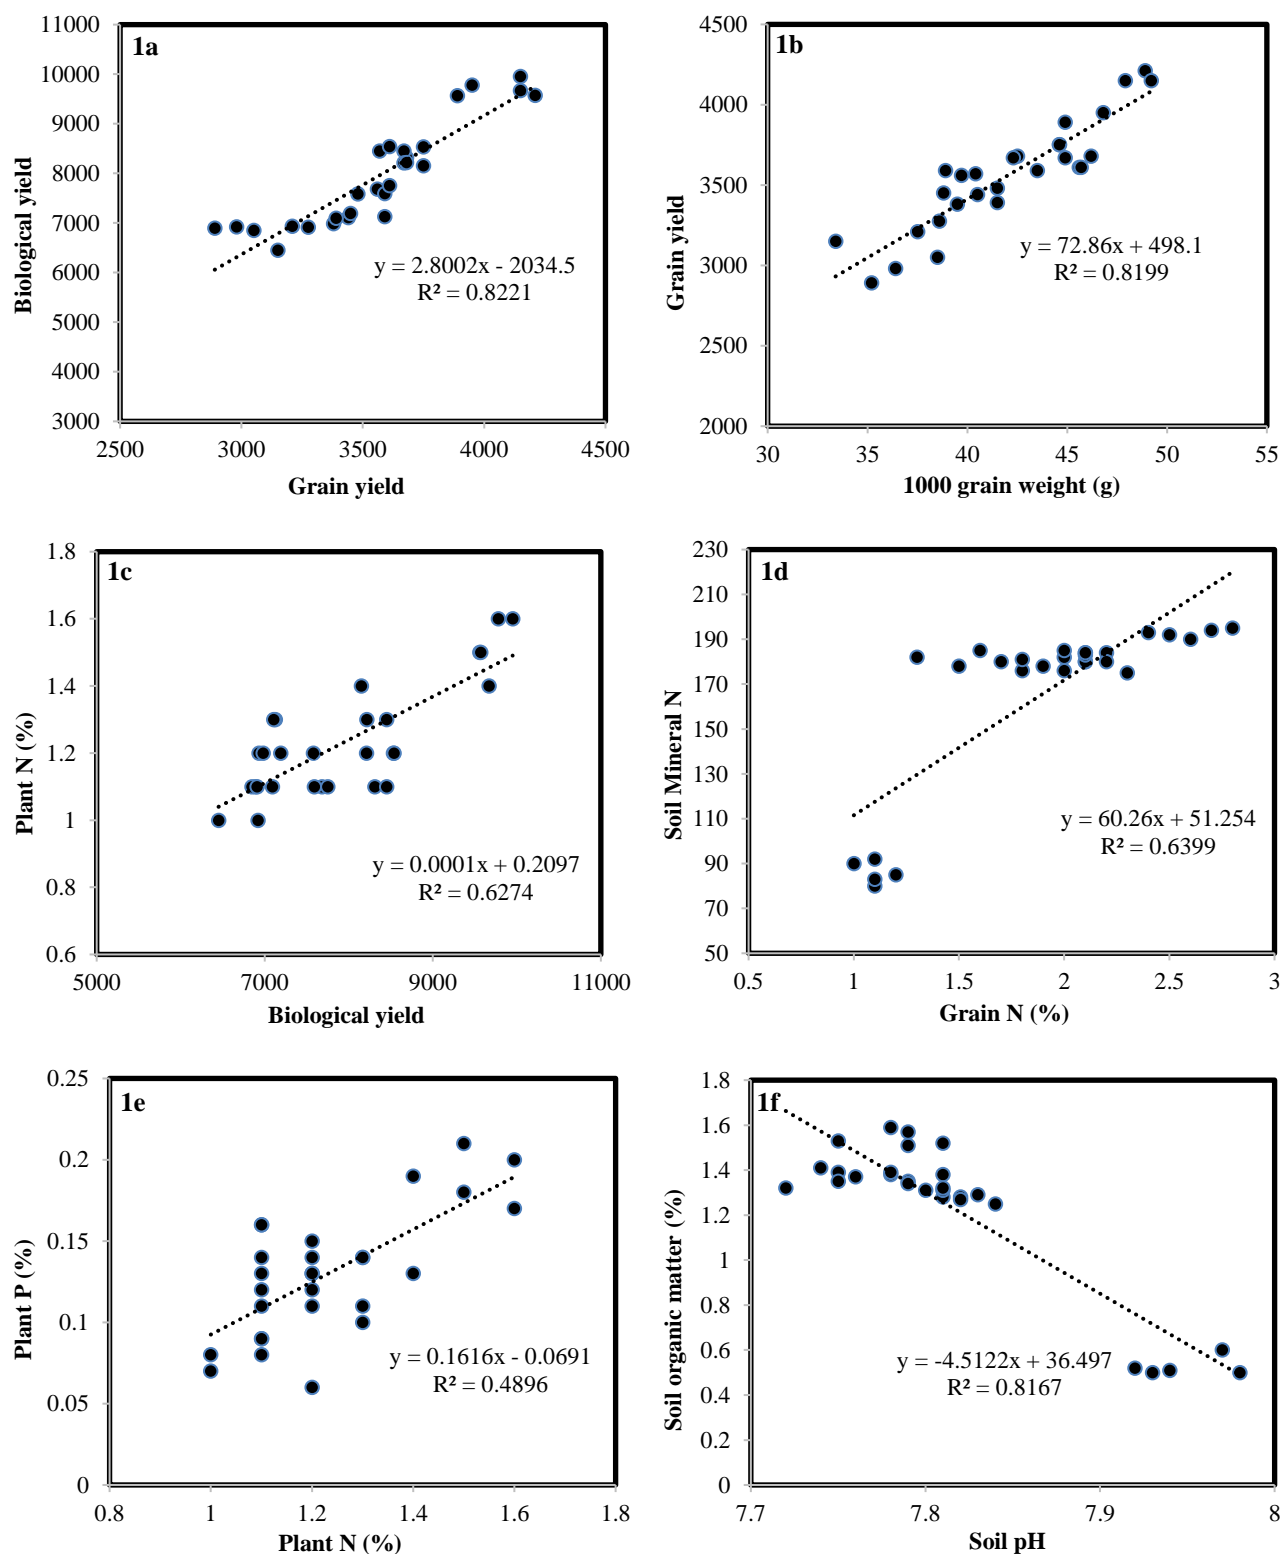 1a
11000
10000
9000
8000
7000
6000
5000
4000
3000
2500 3000 3500 4000 4500
Biological yield
Grain yield
y = 2.8002x - 2034.5
R² = 0.8221
1b
4500
4000
3500
3000
2500
2000
30 35 40 45 50 55
Grain yield
1000 grain weight (g)
y = 72.86x + 498.1
R² = 0.8199
1c
1.8
1.6
1.4
1.2
1
0.8
0.6
5000 7000 9000 11000
Plant N (%)
Biological yield
y = 0.0001x + 0.2097
R² = 0.6274
1d
230
210
190
170
150
130
110
90
70
50
0.5 1 1.5 2 2.5 3
Soil Mineral N
Grain N (%)
y = 60.26x + 51.254
R² = 0.6399
1e
0.25
0.2
0.15
0.1
0.05
0
0.8 1 1.2 1.4 1.6 1.8
Plant P (%)
Plant N (%)
y = 0.1616x - 0.0691
R² = 0.4896
1f
1.8
1.6
1.4
1.2
1
0.8
0.6
0.4
0.2
0
7.7 7.8 7.9 8
Soil organic matter (%)
Soil pH
y = -4.5122x + 36.497
R² = 0.8167